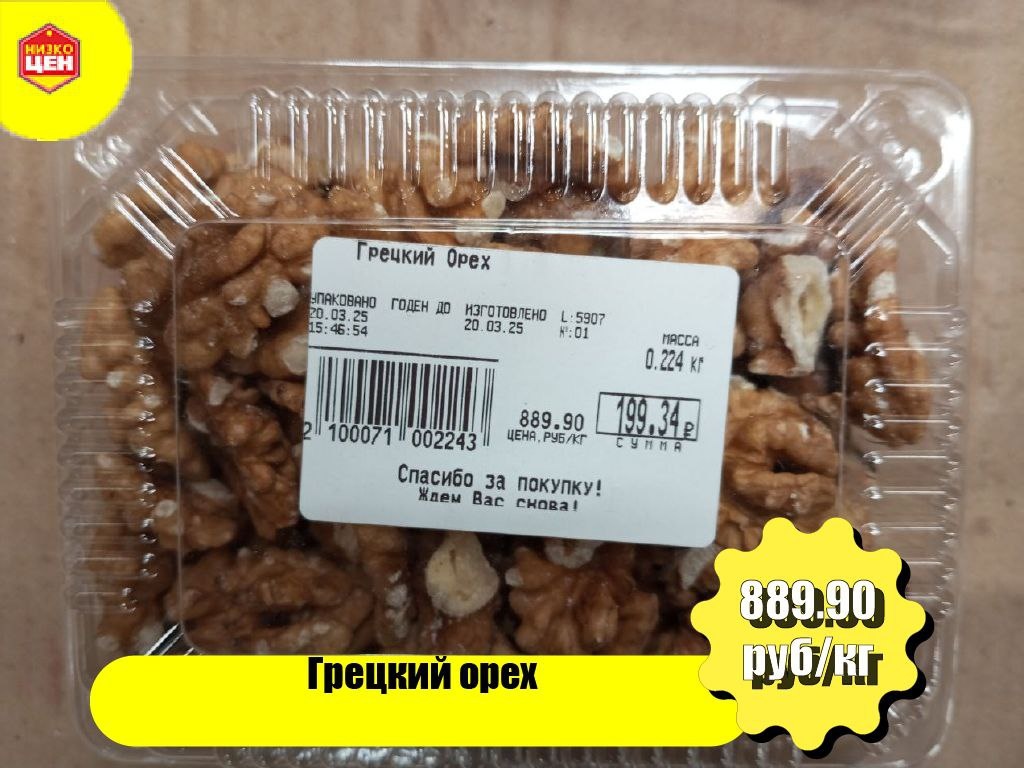 НИЗКО
ЦЕН
Грецкий Орех
УПАКОВАНО ГОДЕН ДО ИЗГОТОВЛЕНО L:5907
20.03.25 20.03.25 №:01
15:46:54
МАССА
0.224 кг
889.90 199.34₽
ЦЕНА,РУБ/КГ СУММА
2 100071 002243
Спасибо за покупку!
Ждем Вас снова!
889.90
руб/кг
Грецкий орех